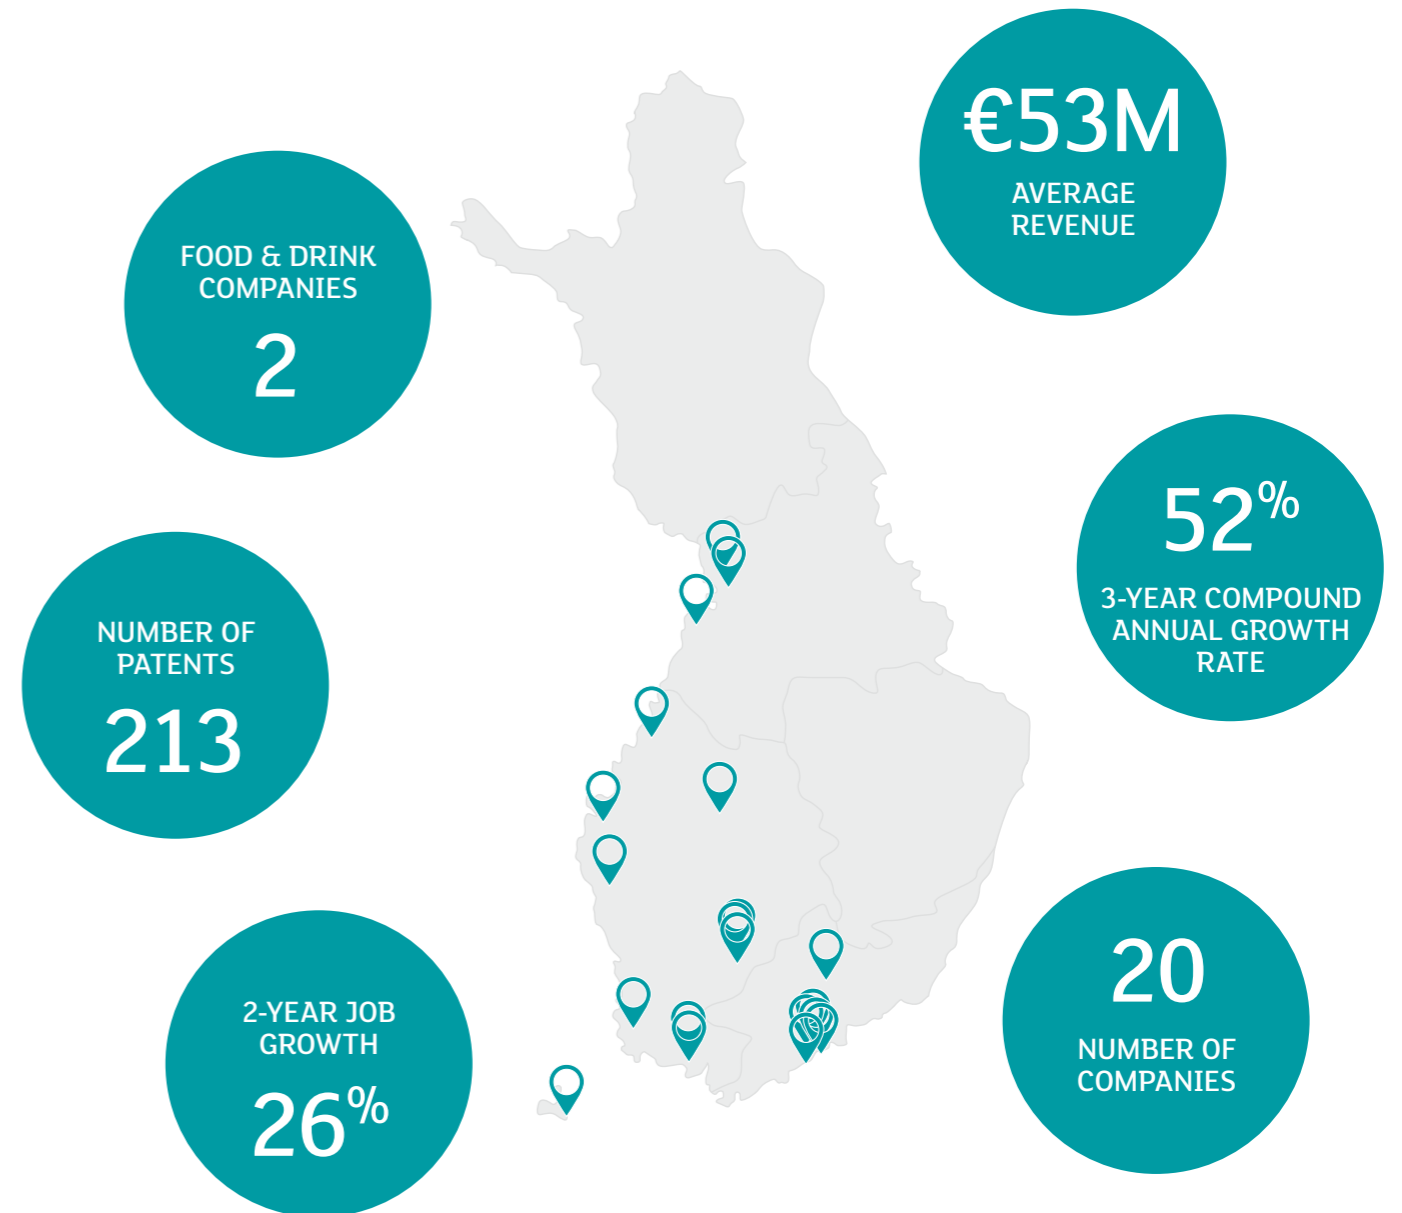 €53M
AVERAGE
REVENUE
FOOD & DRINK
COMPANIES
2
52%
3-YEAR COMPOUND
ANNUAL GROWTH
RATE
NUMBER OF
PATENTS
213
20
NUMBER OF
COMPANIES
2-YEAR JOB
GROWTH
26%